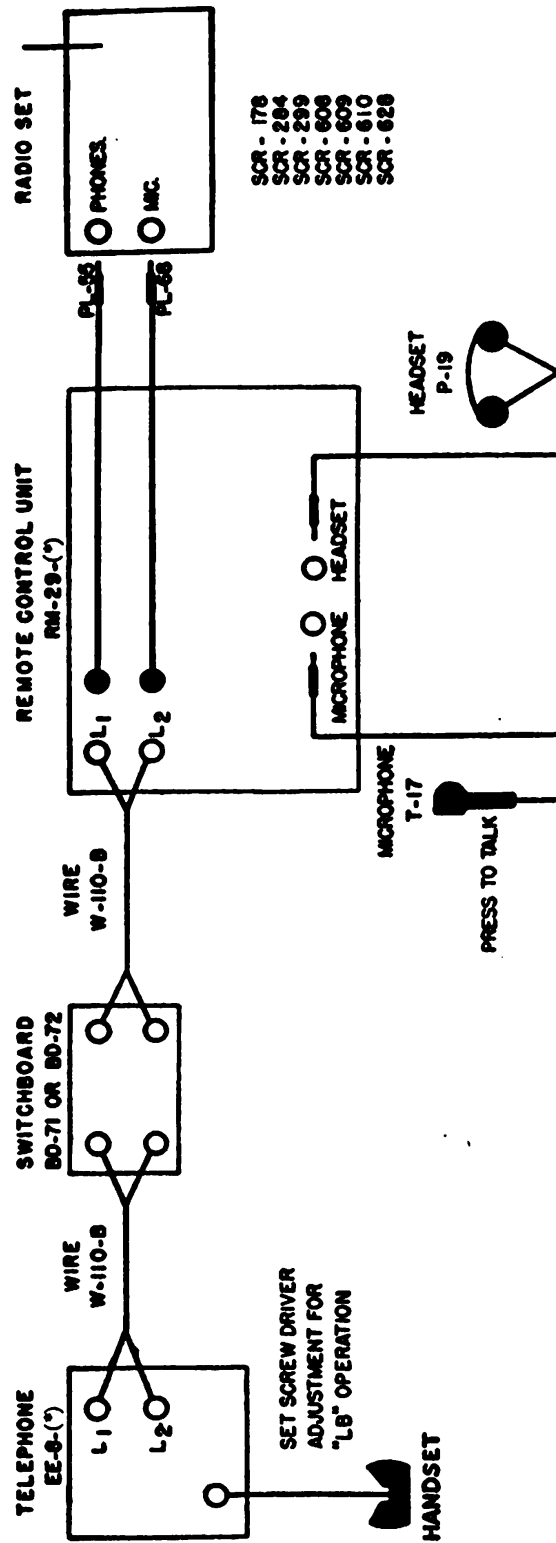 TELEPHONE
EE-8-(*)
L1
L2
SET SCREW DRIVER
ADJUSTMENT FOR
"LB" OPERATION
HANDSET
WIRE
W-110-B
SWITCHBOARD
BD-71 OR BD-72
WIRE
W-110-B
REMOTE CONTROL UNIT
RM-29-(*)
L1
L2
MICROPHONE
HEADSET
MICROPHONE
T-17
PRESS TO TALK
HEADSET
P-19
PL-55
PL-68
RADIO SET
PHONES.
MIC.
SCR - 178
SCR - 284
SCR - 299
SCR - 608
SCR - 609
SCR - 610
SCR - 628